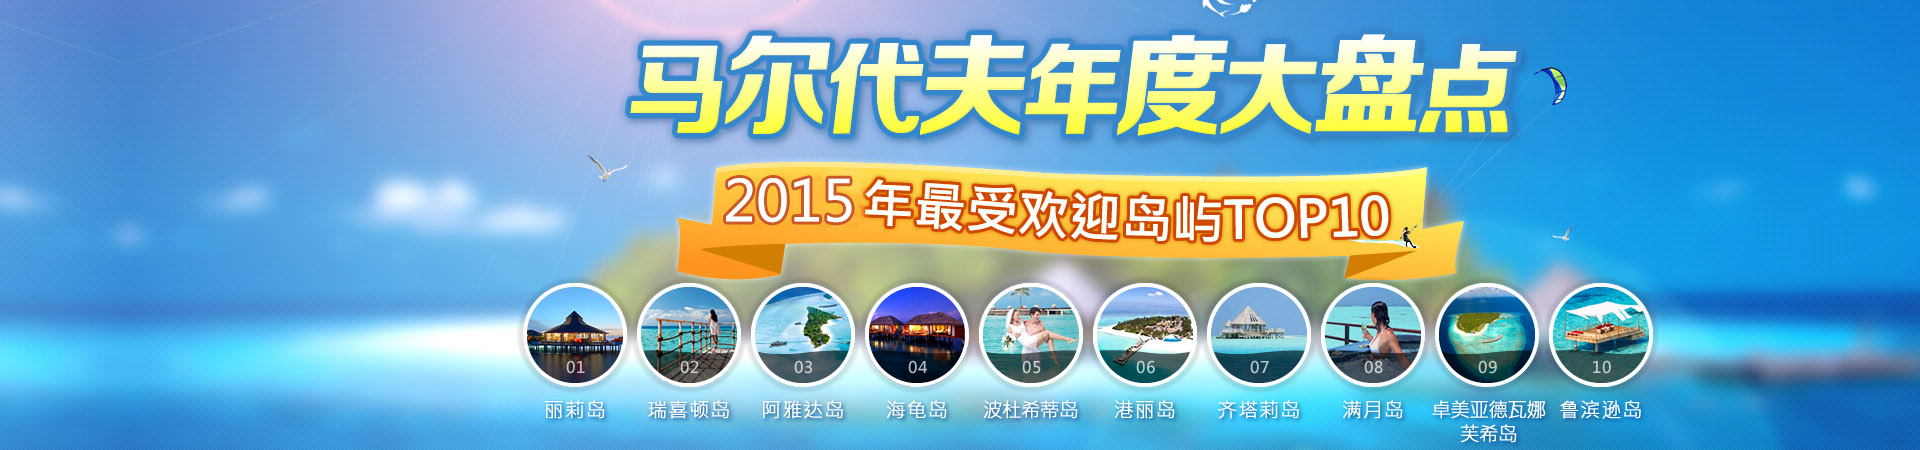 马尔代夫年度大盘点
2015年最受欢迎岛屿TOP10
01 02 03 04 05 06 07 08 09 10
丽莉岛 瑞喜顿岛 阿雅达岛 海龟岛 波杜希蒂岛 港丽岛 齐塔莉岛 满月岛 卓美亚德瓦娜 鲁滨逊岛
芙希岛